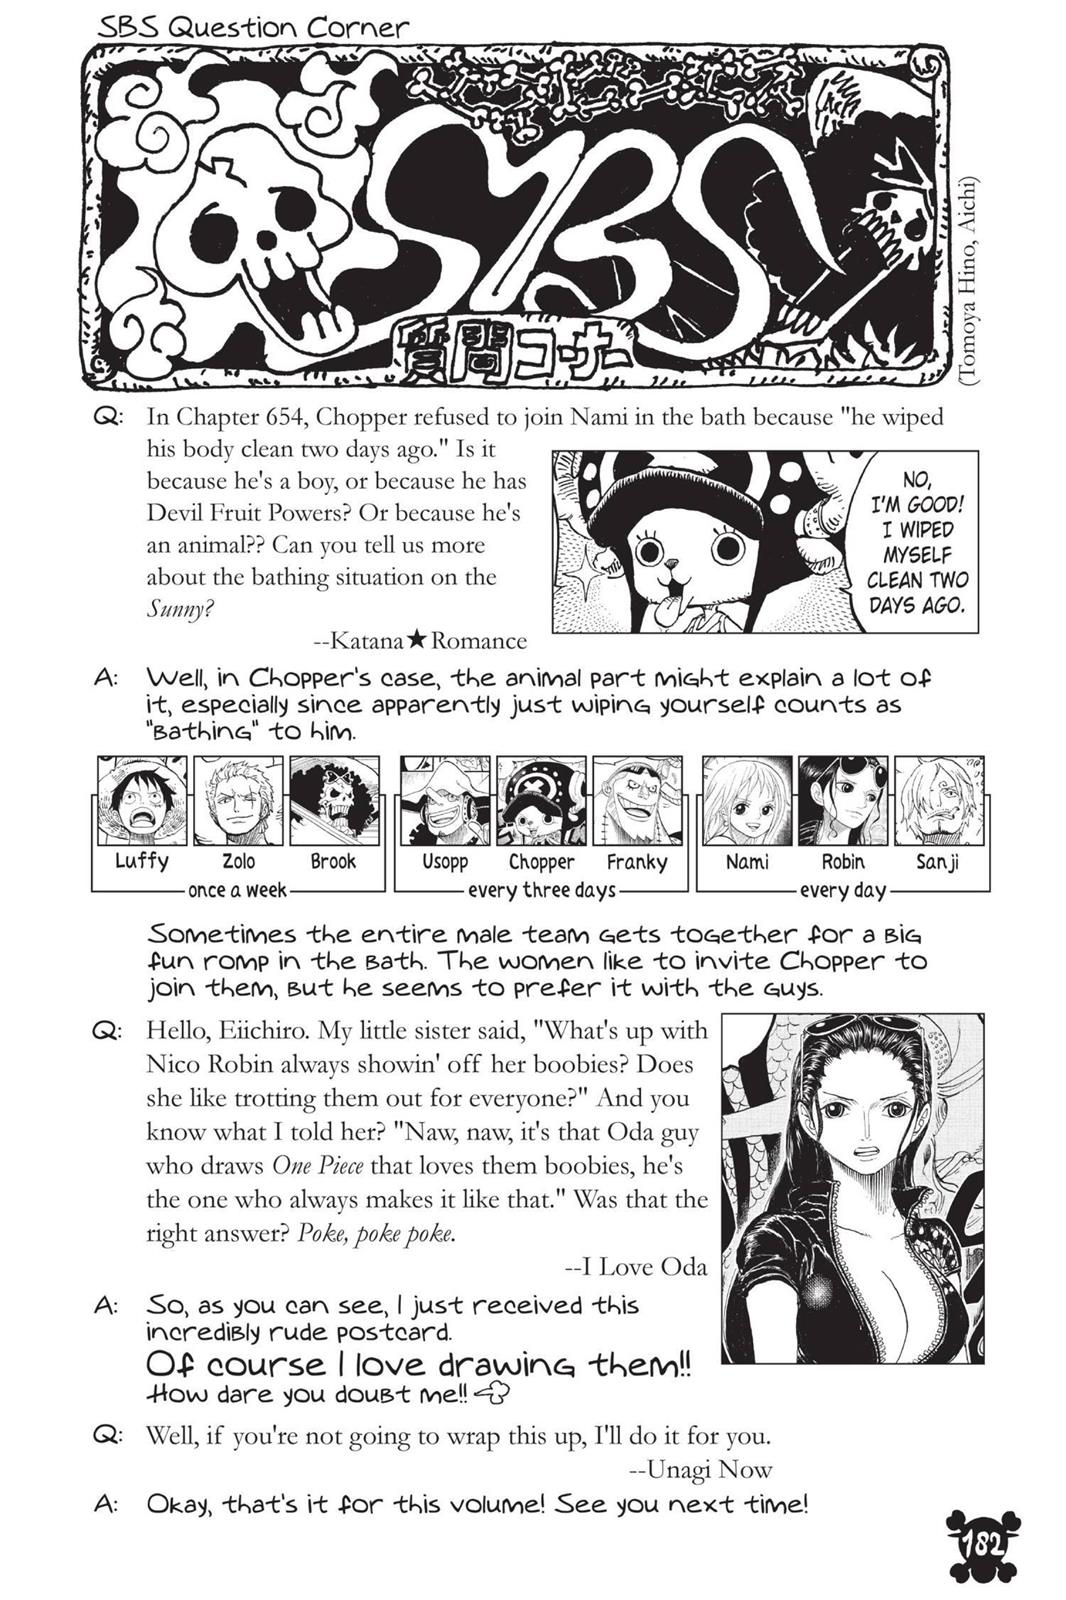 SBS Question Corner
SBS
質問コーナー
(Tomoya Hino, Aichi)
Q: In Chapter 654, Chopper refused to join Nami in the bath because "he wiped
his body clean two days ago." Is it
because he's a boy, or because he has
Devil Fruit Powers? Or because he's
an animal?? Can you tell us more
about the bathing situation on the
Sunny?
--Katana★Romance
NO,
I'M GOOD!
I WIPED
MYSELF
CLEAN TWO
DAYS AGO.
A: Well, in Chopper's case, the animal part might explain a lot of
it, especially since apparently just wiping yourself counts as
"bathing" to him.
Luffy Zolo Brook
once a week
Usopp Chopper Franky
every three days
Nami Robin Sanji
every day
Sometimes the entire male team gets together for a big
fun romp in the bath. The women like to invite Chopper to
join them, but he seems to prefer it with the guys.
Q: Hello, Eiichiro. My little sister said, "What's up with
Nico Robin always showin' off her boobies? Does
she like trotting them out for everyone?" And you
know what I told her? "Naw, naw, it's that Oda guy
who draws One Piece that loves them boobies, he's
the one who always makes it like that." Was that the
right answer? Poke, poke poke.
--I Love Oda
A: So, as you can see, I just received this
incredibly rude postcard.
Of course I love drawing them!!
How dare you doubt me!!
Q: Well, if you're not going to wrap this up, I'll do it for you.
--Unagi Now
A: Okay, that's it for this volume! See you next time!
182